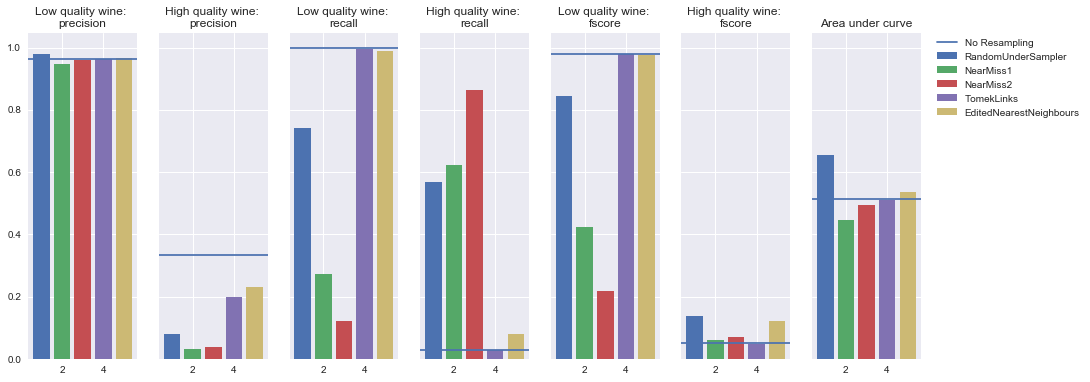 Low quality wine:
precision
High quality wine:
precision
Low quality wine:
recall
High quality wine:
recall
Low quality wine:
fscore
High quality wine:
fscore
Area under curve
1.0
0.8
0.6
0.4
0.2
0.0
2 4
2 4
2 4
2 4
2 4
2 4
2 4
No Resampling
RandomUnderSampler
NearMiss1
NearMiss2
TomekLinks
EditedNearestNeighbours